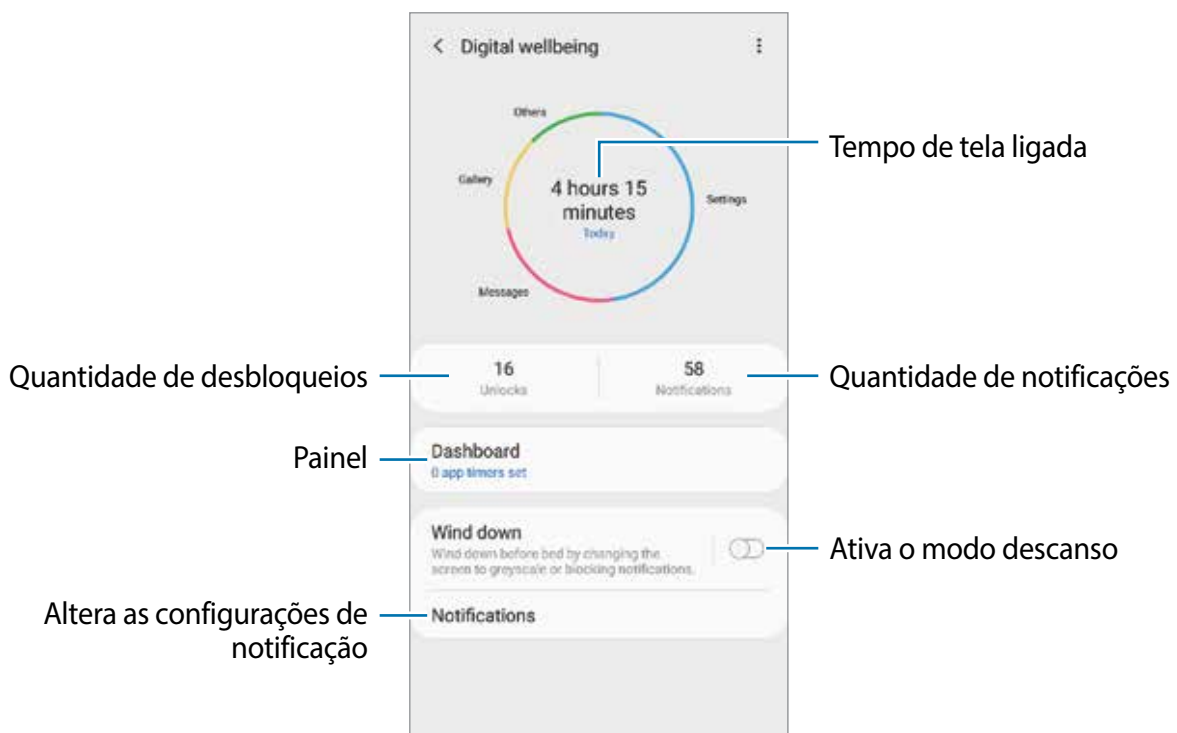 Digital wellbeing
Others
Tempo de tela ligada
Gallery
4 hours 15
minutes
Today
Settings
Messages
Quantidade de desbloqueios
16
Unlocks
58
Notifications
Quantidade de notificações
Painel
Dashboard
0 app timers set
Wind down
Wind down before bed by changing the
screen to greyscale or blocking notifications.
Ativa o modo descanso
Altera as configurações de
notificação
Notifications